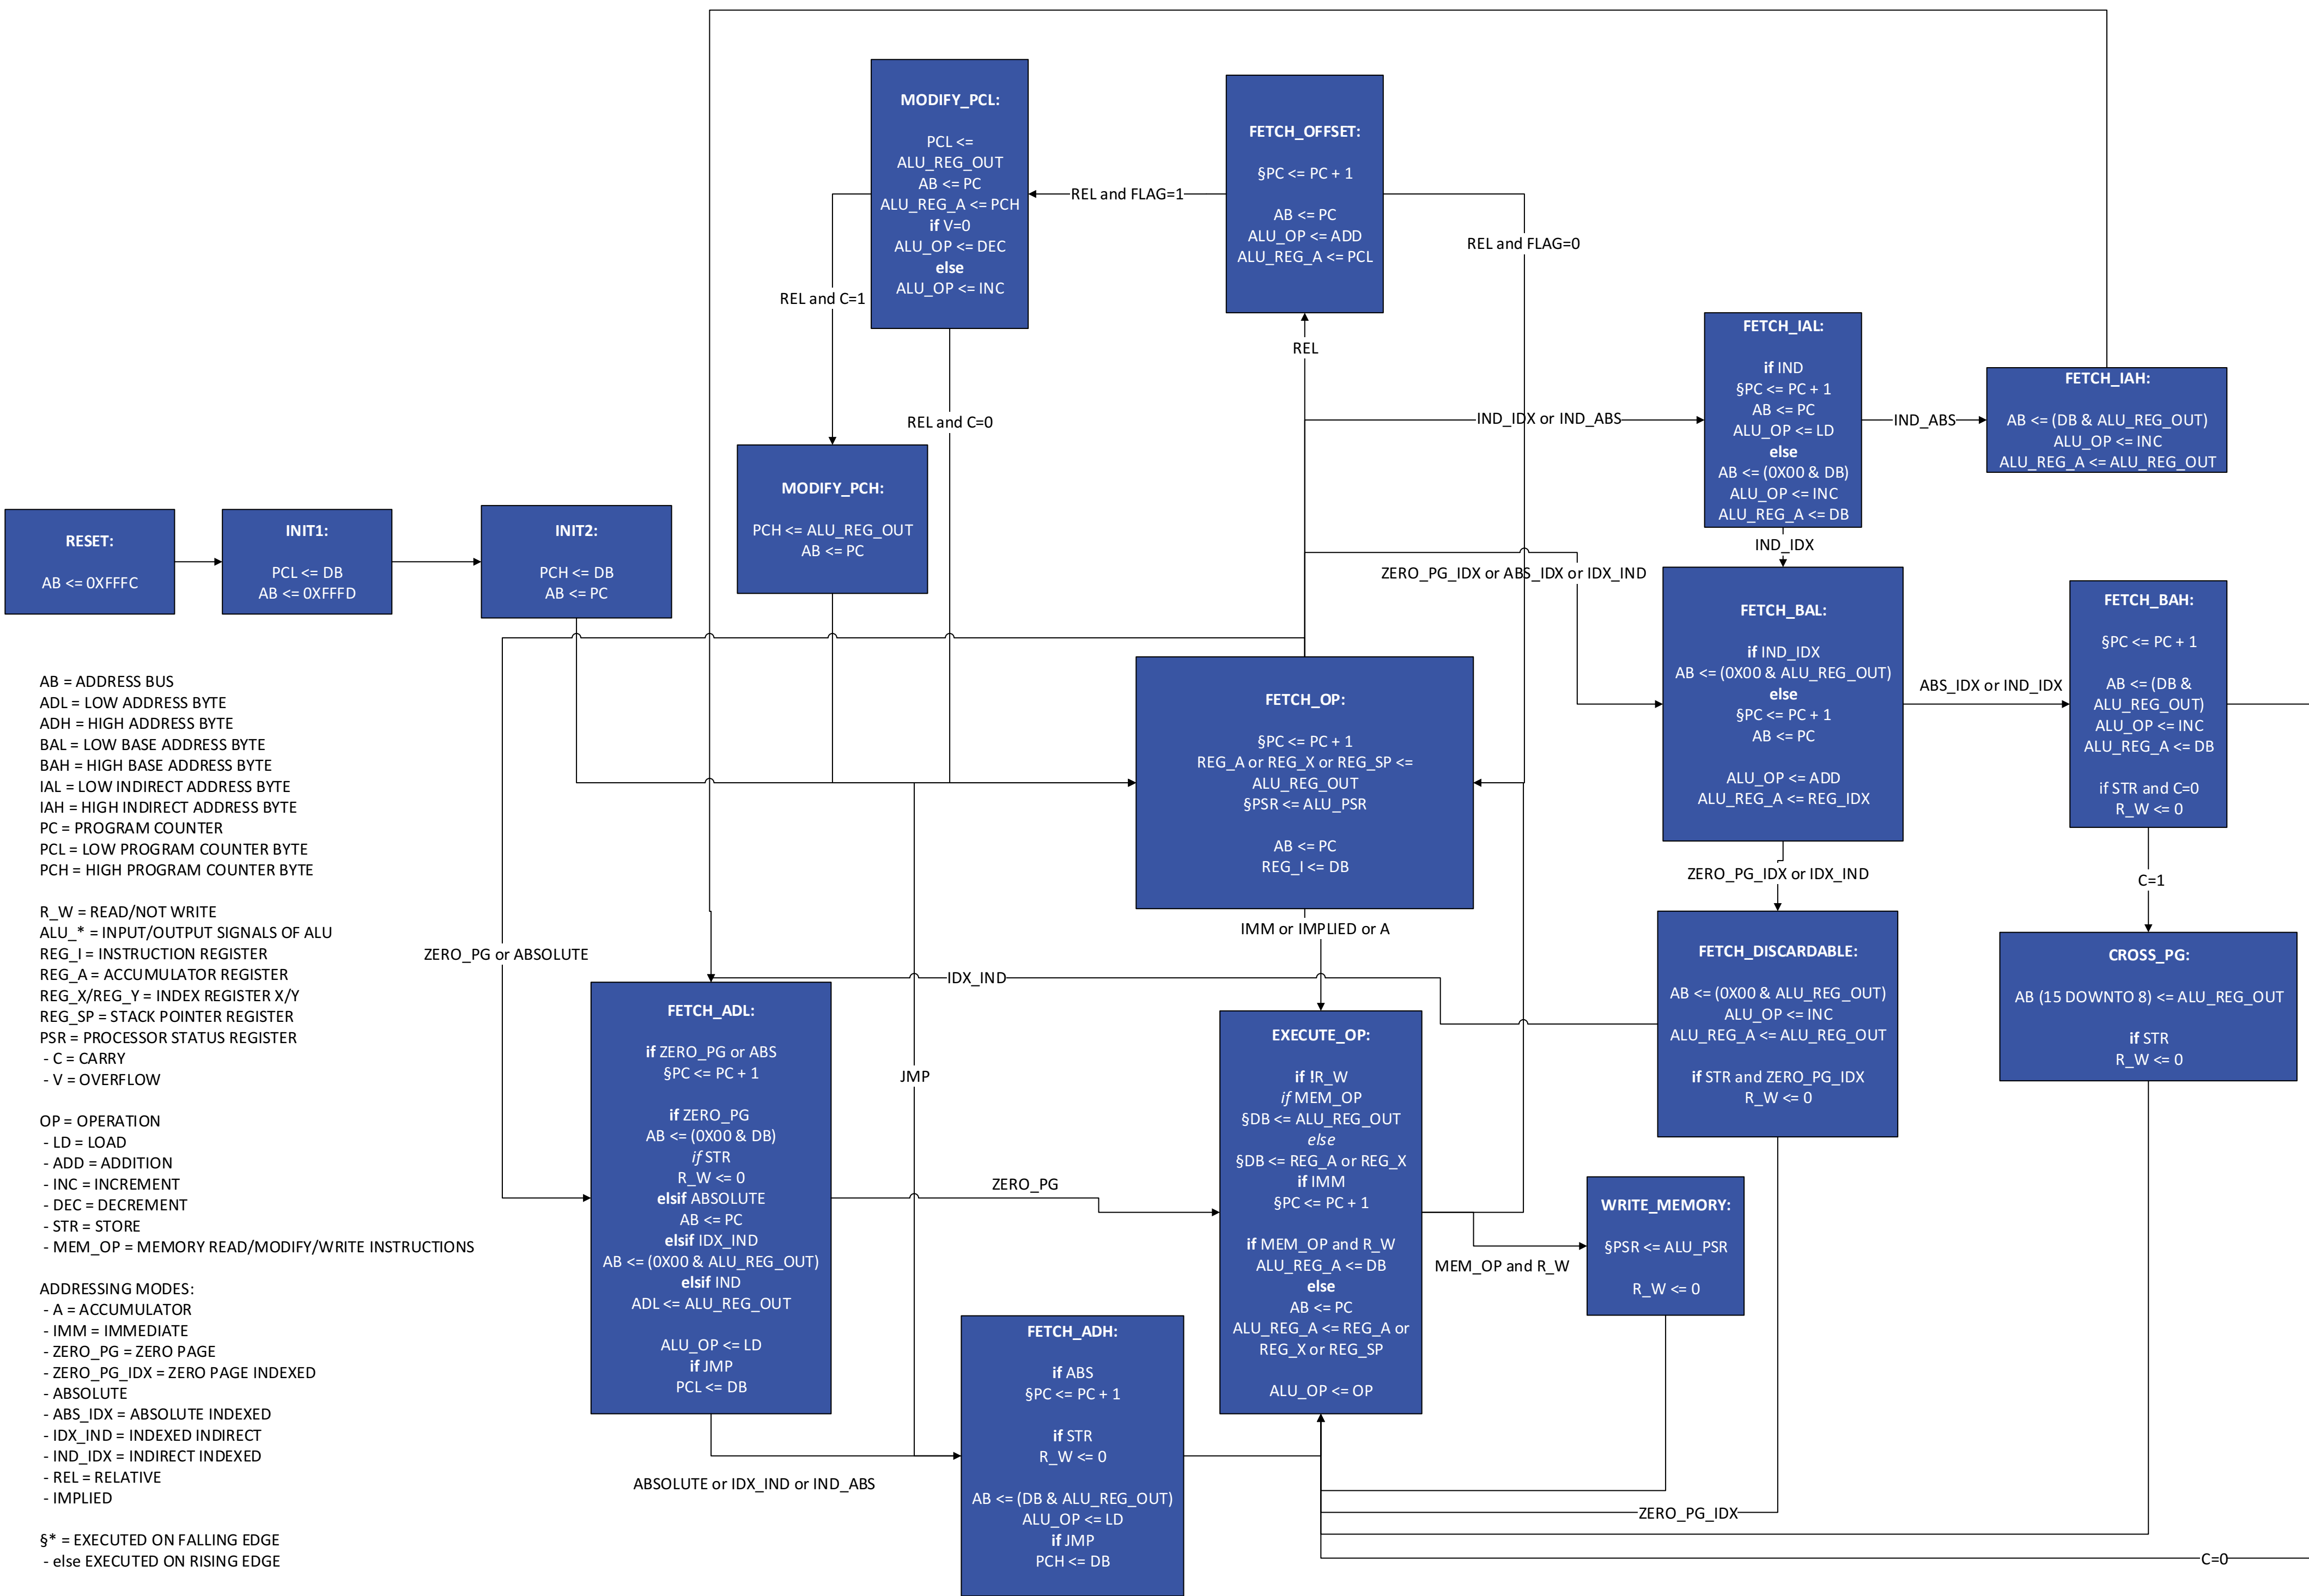 MODIFY_PCL:
PCL <=
ALU_REG_OUT
AB <= PC
ALU_REG_A <= PCH
if V=0
ALU_OP <= DEC
else
ALU_OP <= INC
FETCH_OFFSET:
§PC <= PC + 1
AB <= PC
ALU_OP <= ADD
ALU_REG_A <= PCL
REL and FLAG=1
REL and FLAG=0
REL and C=1
REL
REL and C=0
IND_IDX or IND_ABS
FETCH_IAL:
if IND
§PC <= PC + 1
AB <= PC
ALU_OP <= LD
else
AB <= (0X00 & DB)
ALU_OP <= INC
ALU_REG_A <= DB
IND_ABS
FETCH_IAH:
AB <= (DB & ALU_REG_OUT)
ALU_OP <= INC
ALU_REG_A <= ALU_REG_OUT
MODIFY_PCH:
PCH <= ALU_REG_OUT
AB <= PC
RESET:
AB <= 0XFFFC
INIT1:
PCL <= DB
AB <= 0XFFFD
INIT2:
PCH <= DB
AB <= PC
IND_IDX
ZERO_PG_IDX or ABS_IDX or IDX_IND
FETCH_BAL:
if IND_IDX
AB <= (0X00 & ALU_REG_OUT)
else
§PC <= PC + 1
AB <= PC
ALU_OP <= ADD
ALU_REG_A <= REG_IDX
ABS_IDX or IND_IDX
FETCH_BAH:
§PC <= PC + 1
AB <= (DB &
ALU_REG_OUT)
ALU_OP <= INC
ALU_REG_A <= DB
if STR and C=0
R_W <= 0
FETCH_OP:
§PC <= PC + 1
REG_A or REG_X or REG_SP <=
ALU_REG_OUT
§PSR <= ALU_PSR
AB <= PC
REG_I <= DB
AB = ADDRESS BUS
ADL = LOW ADDRESS BYTE
ADH = HIGH ADDRESS BYTE
BAL = LOW BASE ADDRESS BYTE
BAH = HIGH BASE ADDRESS BYTE
IAL = LOW INDIRECT ADDRESS BYTE
IAH = HIGH INDIRECT ADDRESS BYTE
PC = PROGRAM COUNTER
PCL = LOW PROGRAM COUNTER BYTE
PCH = HIGH PROGRAM COUNTER BYTE
R_W = READ/NOT WRITE
ALU_* = INPUT/OUTPUT SIGNALS OF ALU
REG_I = INSTRUCTION REGISTER
REG_A = ACCUMULATOR REGISTER
REG_X/REG_Y = INDEX REGISTER X/Y
REG_SP = STACK POINTER REGISTER
PSR = PROCESSOR STATUS REGISTER
- C = CARRY
- V = OVERFLOW
OP = OPERATION
- LD = LOAD
- ADD = ADDITION
- INC = INCREMENT
- DEC = DECREMENT
- STR = STORE
- MEM_OP = MEMORY READ/MODIFY/WRITE INSTRUCTIONS
ADDRESSING MODES:
- A = ACCUMULATOR
- IMM = IMMEDIATE
- ZERO_PG = ZERO PAGE
- ZERO_PG_IDX = ZERO PAGE INDEXED
- ABSOLUTE
- ABS_IDX = ABSOLUTE INDEXED
- IDX_IND = INDEXED INDIRECT
- IND_IDX = INDIRECT INDEXED
- REL = RELATIVE
- IMPLIED
§* = EXECUTED ON FALLING EDGE
- else EXECUTED ON RISING EDGE
ZERO_PG_IDX or IDX_IND
C=1
IMM or IMPLIED or A
ZERO_PG or ABSOLUTE
IDX_IND
FETCH_DISCARDABLE:
AB <= (0X00 & ALU_REG_OUT)
ALU_OP <= INC
ALU_REG_A <= ALU_REG_OUT
if STR and ZERO_PG_IDX
R_W <= 0
CROSS_PG:
AB (15 DOWNTO 8) <= ALU_REG_OUT
if STR
R_W <= 0
FETCH_ADL:
if ZERO_PG or ABS
§PC <= PC + 1
if ZERO_PG
AB <= (0X00 & DB)
if STR
R_W <= 0
elsif ABSOLUTE
AB <= PC
elsif IDX_IND
AB <= (0X00 & ALU_REG_OUT)
elsif IND
ADL <= ALU_REG_OUT
ALU_OP <= LD
if JMP
PCL <= DB
JMP
ZERO_PG
EXECUTE_OP:
if !R_W
if MEM_OP
§DB <= ALU_REG_OUT
else
§DB <= REG_A or REG_X
if IMM
§PC <= PC + 1
if MEM_OP and R_W
ALU_REG_A <= DB
else
AB <= PC
ALU_REG_A <= REG_A or
REG_X or REG_SP
ALU_OP <= OP
MEM_OP and R_W
WRITE_MEMORY:
§PSR <= ALU_PSR
R_W <= 0
ABSOLUTE or IDX_IND or IND_ABS
FETCH_ADH:
if ABS
§PC <= PC + 1
if STR
R_W <= 0
AB <= (DB & ALU_REG_OUT)
ALU_OP <= LD
if JMP
PCH <= DB
ZERO_PG_IDX
C=0